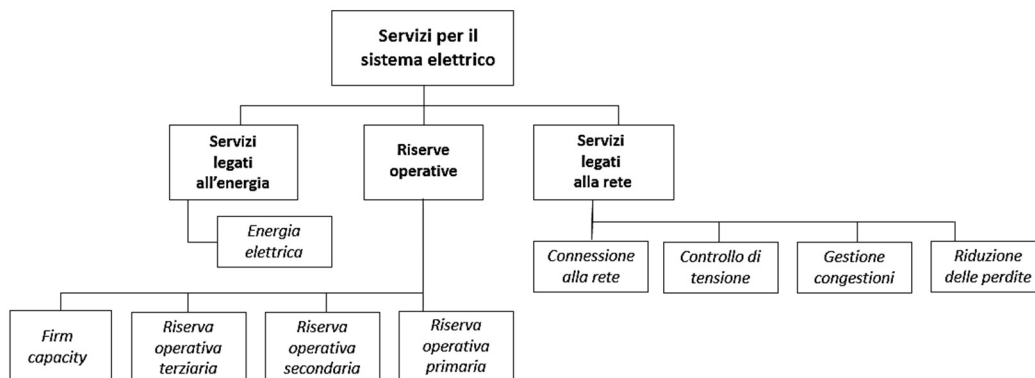 Servizi per il
sistema elettrico
Servizi
legati
all'energia
Riserve
operative
Servizi
legati
alla rete
Energia
elettrica
Connessione
alla rete
Controllo di
tensione
Gestione
congestioni
Riduzione
delle perdite
Firm
capacity
Riserva
operativa
terziaria
Riserva
operativa
secondaria
Riserva
operativa
primaria